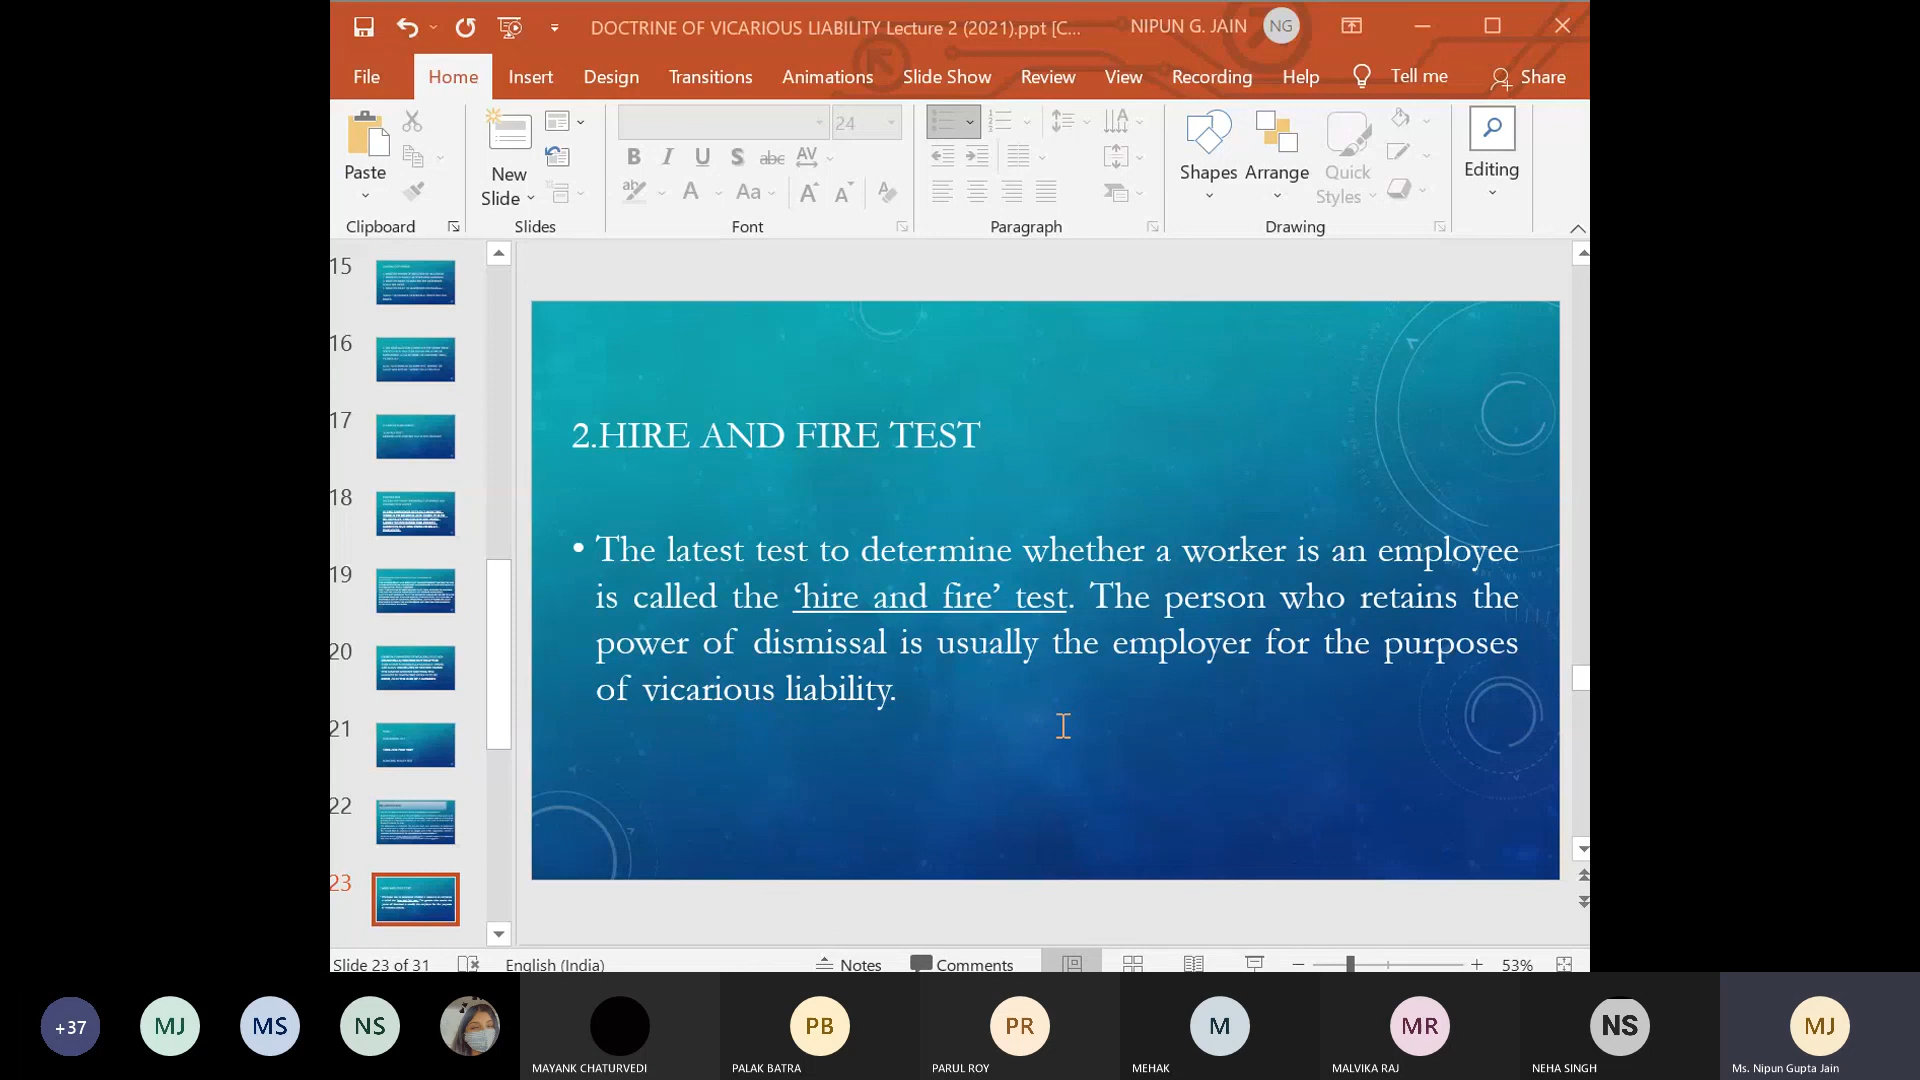 DOCTRINE OF VICARIOUS LIABILITY Lecture 2 (2021).ppt [C...
NIPUN G. JAIN
NG
File
Home
Insert
Design
Transitions
Animations
Slide Show
Review
View
Recording
Help
Tell me
Share
Paste
New
Slide
24
B I U S abc AV
A Aa A A
Shapes
Arrange
Quick
Styles
Editing
Clipboard
Slides
Font
Paragraph
Drawing
15
16
17
18
19
20
21
22
23
2.HIRE AND FIRE TEST
• The latest test to determine whether a worker is an employee
is called the ‘hire and fire’ test. The person who retains the
power of dismissal is usually the employer for the purposes
of vicarious liability.
Slide 23 of 31
English (India)
Notes
Comments
53%
+37
MJ
MS
NS
MAYANK CHATURVEDI
PB
PALAK BATRA
PR
PARUL ROY
M
MEHAK
MR
MALVIKA RAJ
NS
NEHA SINGH
MJ
Ms. Nipun Gupta Jain